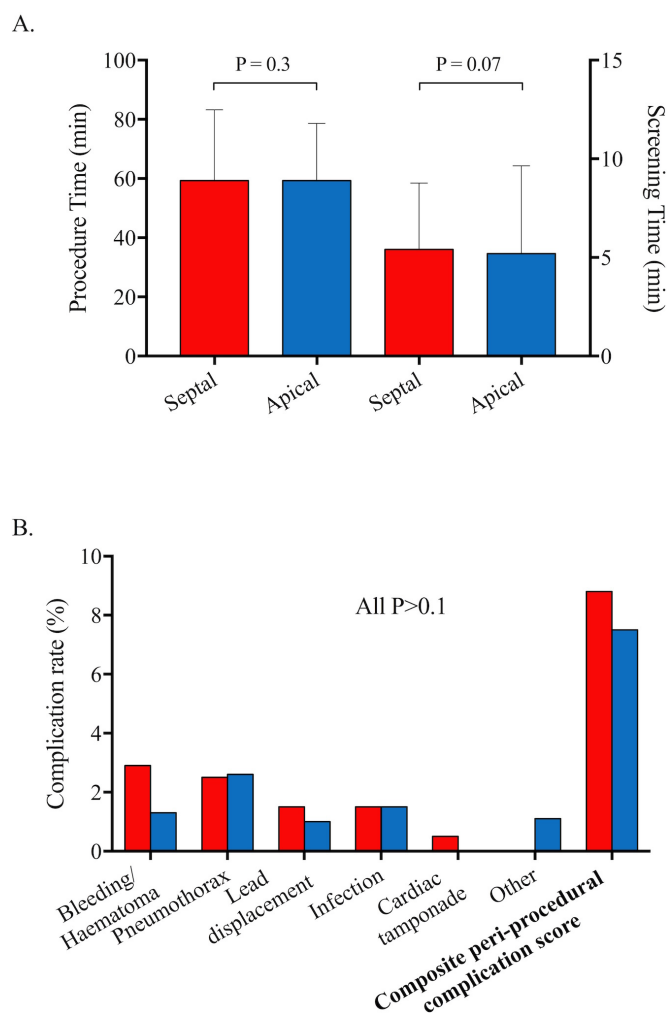 A.
P = 0.3
P = 0.07
Procedure Time (min)
100
80
60
40
20
0
15
10
5
0
Screening Time (min)
Septal
Apical
Septal
Apical
B.
Complication rate (%)
10
8
6
4
2
0
All P>0.1
Bleeding/
Haematoma
Pneumothorax
Lead
displacement
Infection
Cardiac
tamponade
Other
Composite peri-procedural
complication score